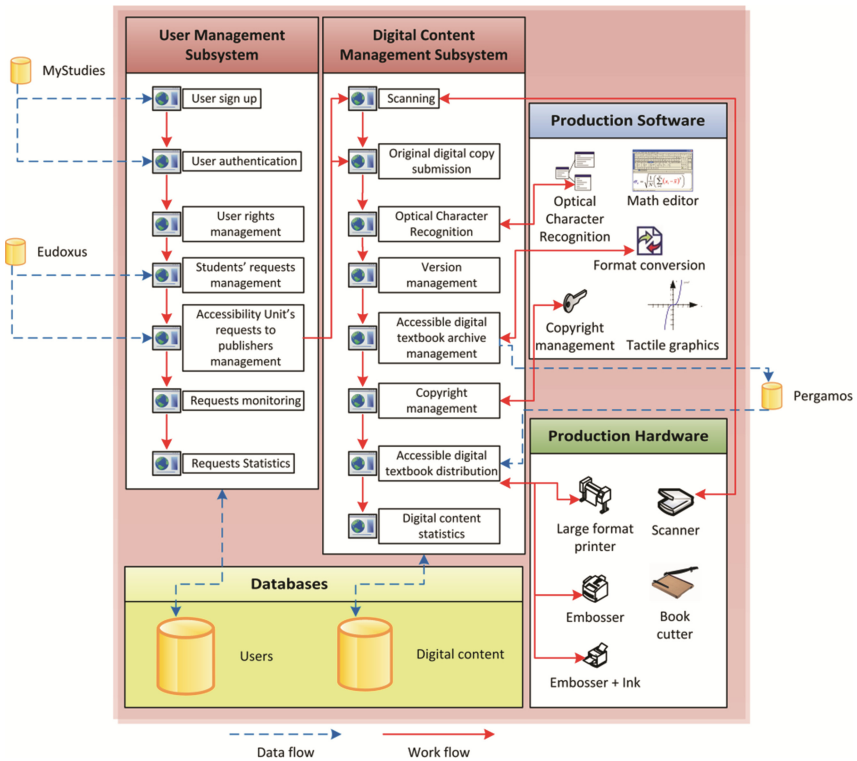 User Management
Subsystem
Digital Content
Management Subsystem
MyStudies
User sign up
Scanning
Production Software
User authentication
Original digital copy
submission
Optical
Character
Recognition
Math editor
User rights
management
Optical Character
Recognition
Eudoxus
Students' requests
management
Version
management
Format conversion
Accessibility Unit's
requests to
publishers
management
Accessible digital
textbook archive
management
Copyright
management
Tactile graphics
Requests monitoring
Copyright
management
Pergamos
Production Hardware
Requests Statistics
Accessible digital
textbook distribution
Digital content
statistics
Large format
printer
Scanner
Databases
Embosser
Book
cutter
Users
Digital content
Embosser + Ink
Data flow
Work flow